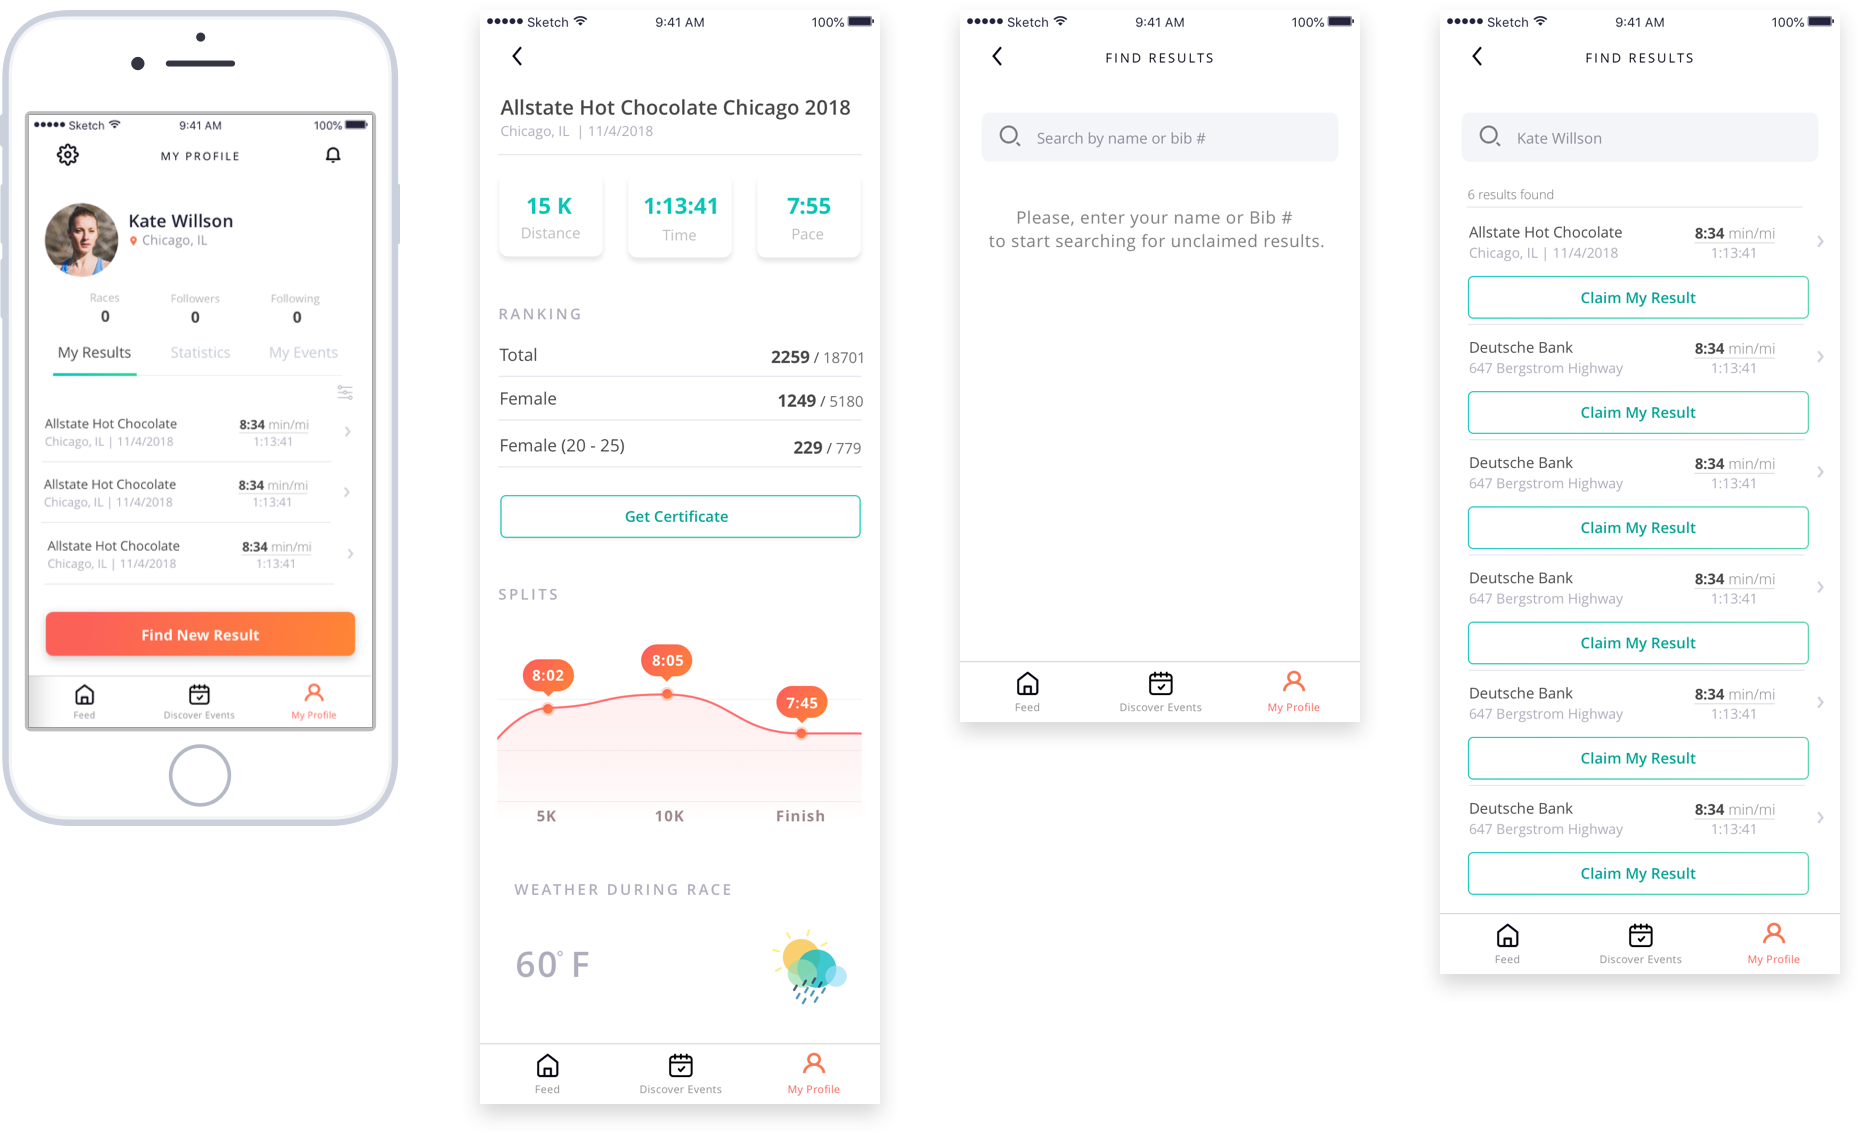 Sketch 9:41 AM 100%
MY PROFILE
Kate Willson
Chicago, IL
Races Followers Following
0 0 0
My Results Statistics My Events
Allstate Hot Chocolate 8:34 min/mi
Chicago, IL | 11/4/2018 1:13:41
Allstate Hot Chocolate 8:34 min/mi
Chicago, IL | 11/4/2018 1:13:41
Allstate Hot Chocolate 8:34 min/mi
Chicago, IL | 11/4/2018 1:13:41
Find New Result
Feed Discover Events My Profile
Sketch 9:41 AM 100%
Allstate Hot Chocolate Chicago 2018
Chicago, IL | 11/4/2018
15 K 1:13:41 7:55
Distance Time Pace
RANKING
Total 2259 / 18701
Female 1249 / 5180
Female (20 - 25) 229 / 779
Get Certificate
SPLITS
8:02 8:05 7:45
5K 10K Finish
WEATHER DURING RACE
60° F
Feed Discover Events My Profile
Sketch 9:41 AM 100%
FIND RESULTS
Search by name or bib #
Please, enter your name or Bib #
to start searching for unclaimed results.
Feed Discover Events My Profile
Sketch 9:41 AM 100%
FIND RESULTS
Kate Willson
6 results found
Allstate Hot Chocolate 8:34 min/mi
Chicago, IL | 11/4/2018 1:13:41
Claim My Result
Deutsche Bank 8:34 min/mi
647 Bergstrom Highway 1:13:41
Claim My Result
Deutsche Bank 8:34 min/mi
647 Bergstrom Highway 1:13:41
Claim My Result
Deutsche Bank 8:34 min/mi
647 Bergstrom Highway 1:13:41
Claim My Result
Deutsche Bank 8:34 min/mi
647 Bergstrom Highway 1:13:41
Claim My Result
Deutsche Bank 8:34 min/mi
647 Bergstrom Highway 1:13:41
Claim My Result
Feed Discover Events My Profile